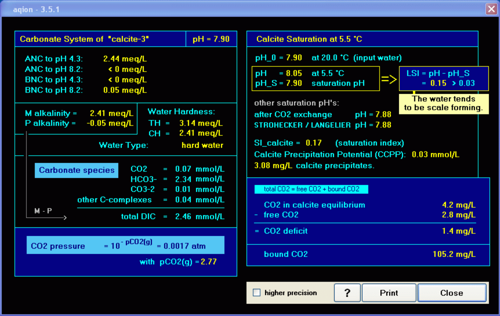 aqion - 3.5.1
Carbonate System of "calcite-3"
pH = 7.90
ANC to pH 4.3: 2.44 meq/L
ANC to pH 8.2: < 0 meq/L
BNC to pH 4.3: < 0 meq/L
BNC to pH 8.2: 0.05 meq/L
M alkalinity = 2.41 meq/L
P alkalinity = -0.05 meq/L
Water Hardness:
TH = 3.14 meq/L
CH = 2.41 meq/L
Water Type: hard water
Carbonate species
CO2 = 0.07 mmol/L
HCO3- = 2.34 mmol/L
CO3-2 = 0.01 mmol/L
other C-complexes = 0.04 mmol/L
M - P
total DIC = 2.46 mmol/L
CO2 pressure = 10^- pCO2(g) = 0.0017 atm
with pCO2(g) = 2.77
Calcite Saturation at 5.5 °C
pH_0 = 7.90 at 20.0 °C (input water)
pH = 8.05 at 5.5 °C
pH_S = 7.90 saturation pH
=>
LSI = pH - pH_S
= 0.15 > 0.03
The water tends
to be scale forming.
other saturation pH's:
after CO2 exchange pH = 7.88
STROHECKER / LANGELIER pH = 7.88
SI_calcite = 0.17 (saturation index)
Calcite Precipitation Potential (CCPP): 0.03 mmol/L
3.08 mg/L calcite precipitates.
total CO2 = free CO2 + bound CO2
CO2 in calcite equilibrium 4.2 mg/L
- free CO2 2.8 mg/L
= CO2 deficit 1.4 mg/L
bound CO2 105.2 mg/L
higher precision
?
Print
Close